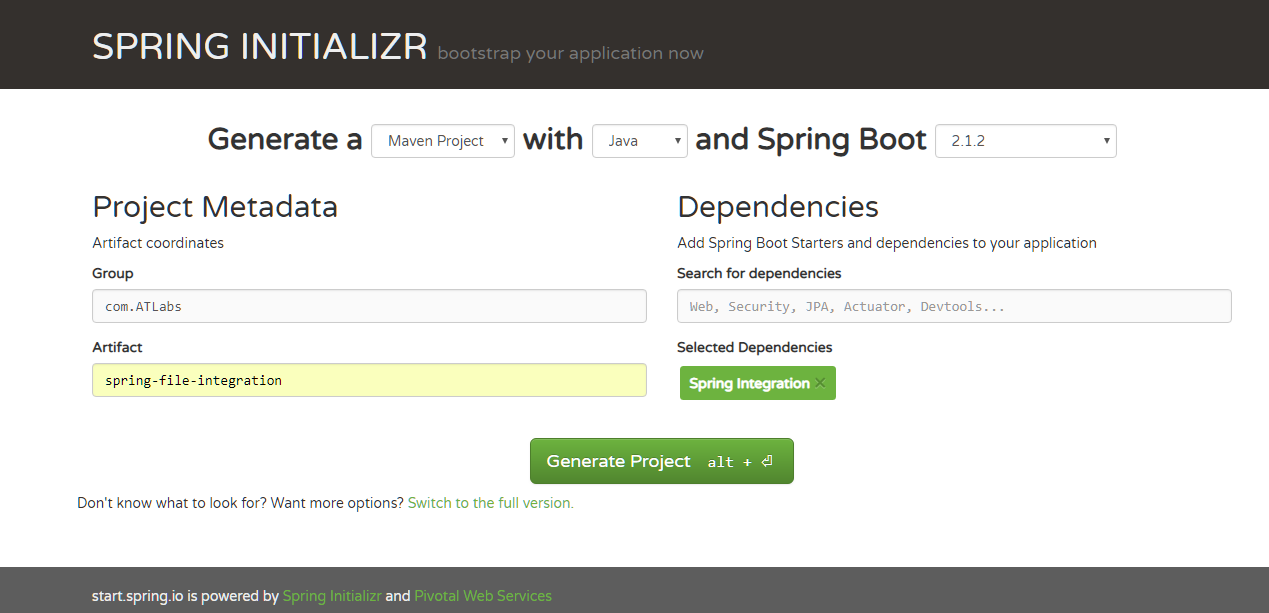 SPRING INITIALIZR bootstrap your application now
Generate a Maven Project with Java and Spring Boot 2.1.2
Project Metadata
Artifact coordinates
Group
com.ATLabs
Artifact
spring-file-integration
Dependencies
Add Spring Boot Starters and dependencies to your application
Search for dependencies
Web, Security, JPA, Actuator, Devtools...
Selected Dependencies
Spring Integration ×
Generate Project alt + ⏎
Don't know what to look for? Want more options? Switch to the full version.
start.spring.io is powered by Spring Initializr and Pivotal Web Services